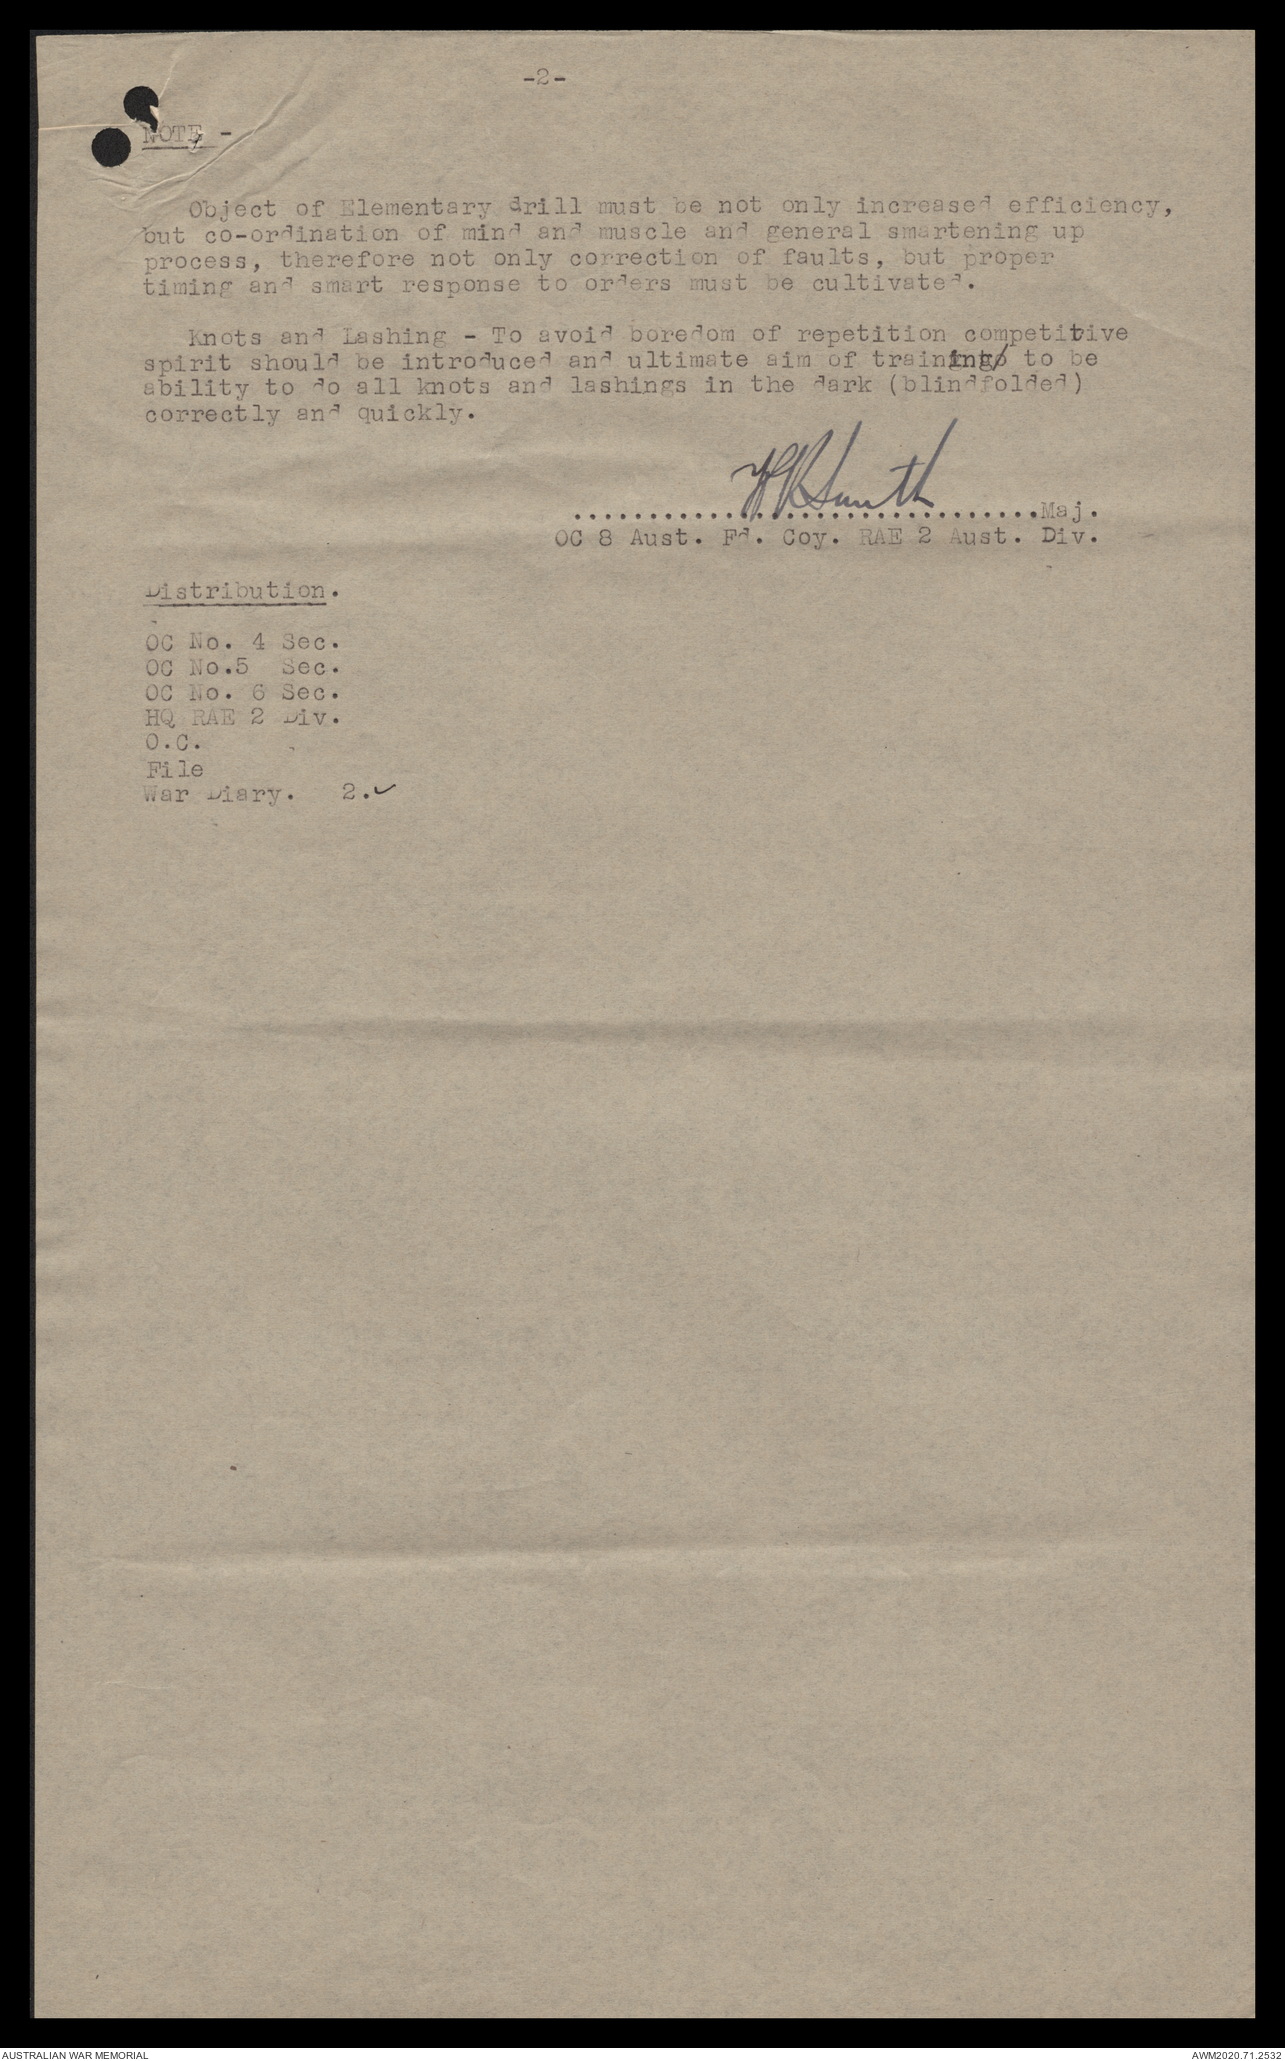 -2-
NOTE -
Object of Elementary drill must be not only increased efficiency,
but co-ordination of mind and muscle and general smartening up
process, therefore not only correction of faults, but proper
timing and smart response to orders must be cultivated.
Knots and Lashing - To avoid boredom of repetition competitive
spirit should be introduced and ultimate aim of training to be
ability to do all knots and lashings in the dark (blindfolded)
correctly and quickly.
HR Smith
................................Maj.
OC 8 Aust. Fd. Coy. RAE 2 Aust. Div.
Distribution.
OC No. 4 Sec.
OC No.5  Sec.
OC No. 6 Sec.
HQ RAE 2 Div.
O.C.
File
War Diary.   2.✓
AUSTRALIAN WAR MEMORIAL
AWM2020.71.2532